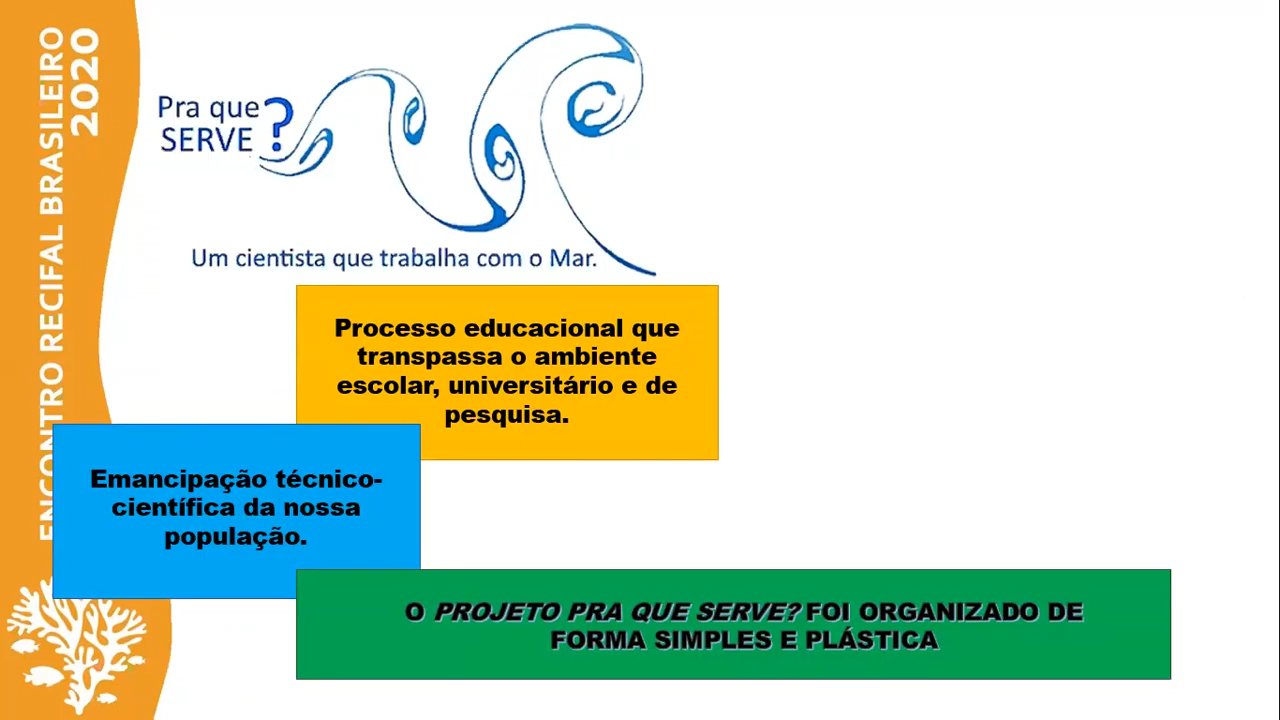 ENCONTRO RECIFAL BRASILEIRO
2020
Pra que
SERVE ?
Um cientista que trabalha com o Mar.
Processo educacional que
transpassa o ambiente
escolar, universitário e de
pesquisa.
Emancipação técnico-
científica da nossa
população.
O PROJETO PRA QUE SERVE? FOI ORGANIZADO DE
FORMA SIMPLES E PLÁSTICA